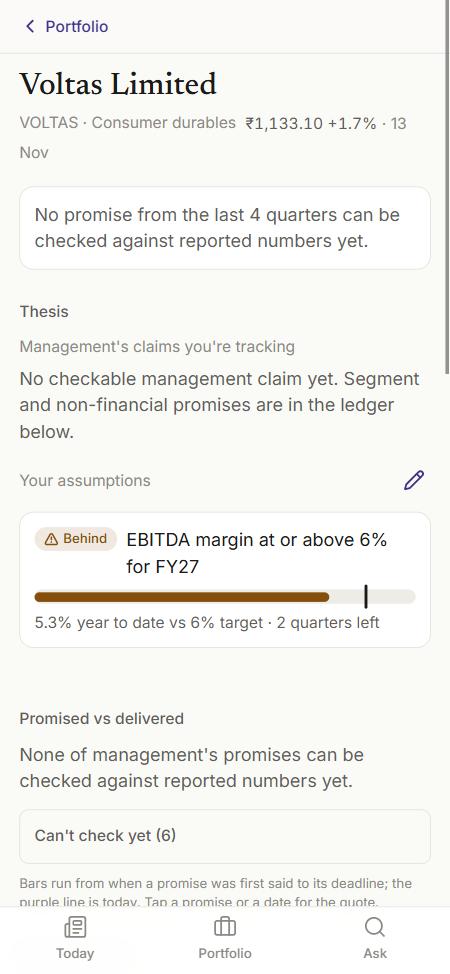 Portfolio
Voltas Limited
VOLTAS · Consumer durables ₹1,133.10 +1.7% · 13
Nov
No promise from the last 4 quarters can be
checked against reported numbers yet.
Thesis
Management's claims you're tracking
No checkable management claim yet. Segment
and non-financial promises are in the ledger
below.
Your assumptions
Behind EBITDA margin at or above 6%
for FY27
5.3% year to date vs 6% target · 2 quarters left
Promised vs delivered
None of management's promises can be
checked against reported numbers yet.
Can't check yet (6)
Bars run from when a promise was first said to its deadline; the
purple line is today. Tap a promise or a date for the quote.
Today Portfolio Ask